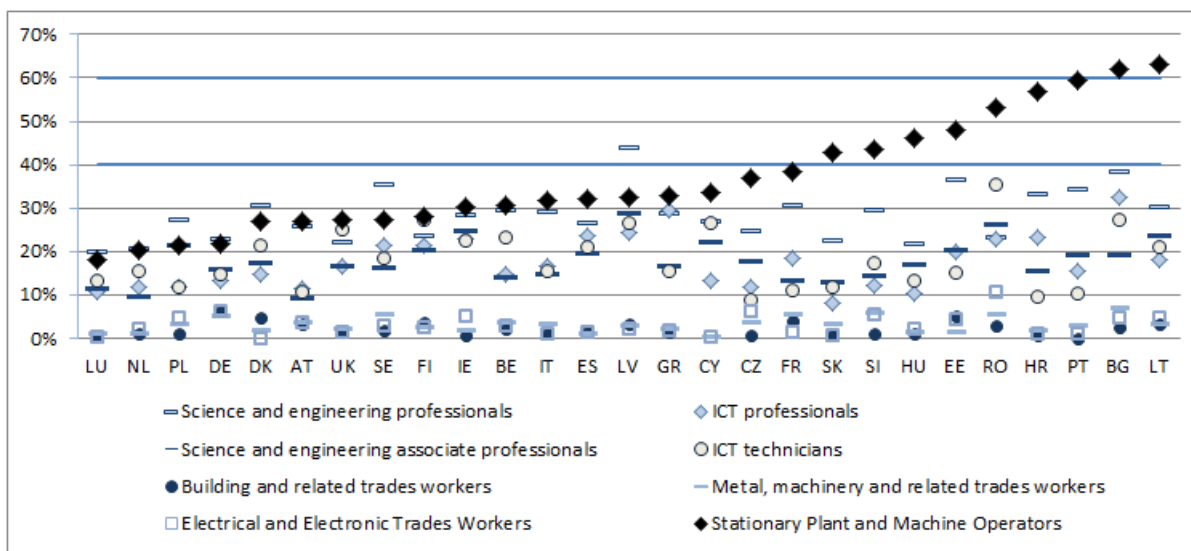 70%
60%
50%
40%
30%
20%
10%
0%
LU NL PL DE DK AT UK SE FI IE BE IT ES LV GR CY CZ FR SK SI HU EE RO HR PT BG LT
Science and engineering professionals ICT professionals
Science and engineering associate professionals ICT technicians
Building and related trades workers Metal, machinery and related trades workers
Electrical and Electronic Trades Workers Stationary Plant and Machine Operators